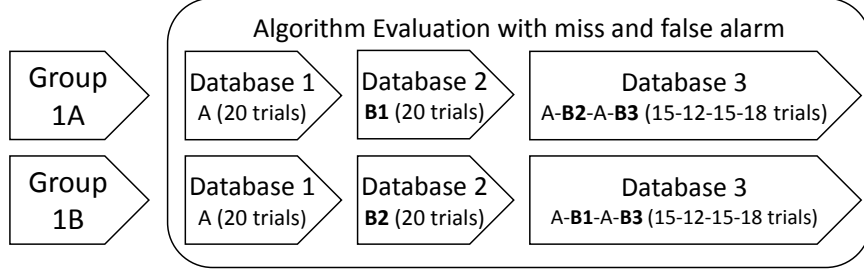 Algorithm Evaluation with miss and false alarm
Group
1A
Database 1
A (20 trials)
Database 2
B1 (20 trials)
Database 3
A-B2-A-B3 (15-12-15-18 trials)
Group
1B
Database 1
A (20 trials)
Database 2
B2 (20 trials)
Database 3
A-B1-A-B3 (15-12-15-18 trials)